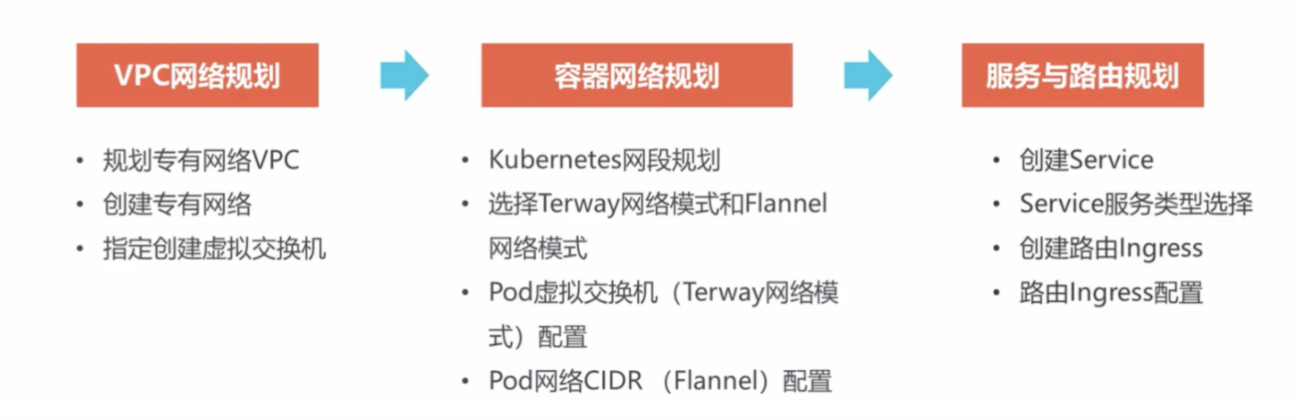 VPC网络规划
规划专有网络VPC
创建专有网络
指定创建虚拟交换机
容器网络规划
Kubernetes网段规划
选择Terway网络模式和Flannel
网络模式
Pod虚拟交换机（Terway网络模
式）配置
Pod网络CIDR （Flannel）配置
服务与路由规划
创建Service
Service服务类型选择
创建路由Ingress
路由Ingress配置